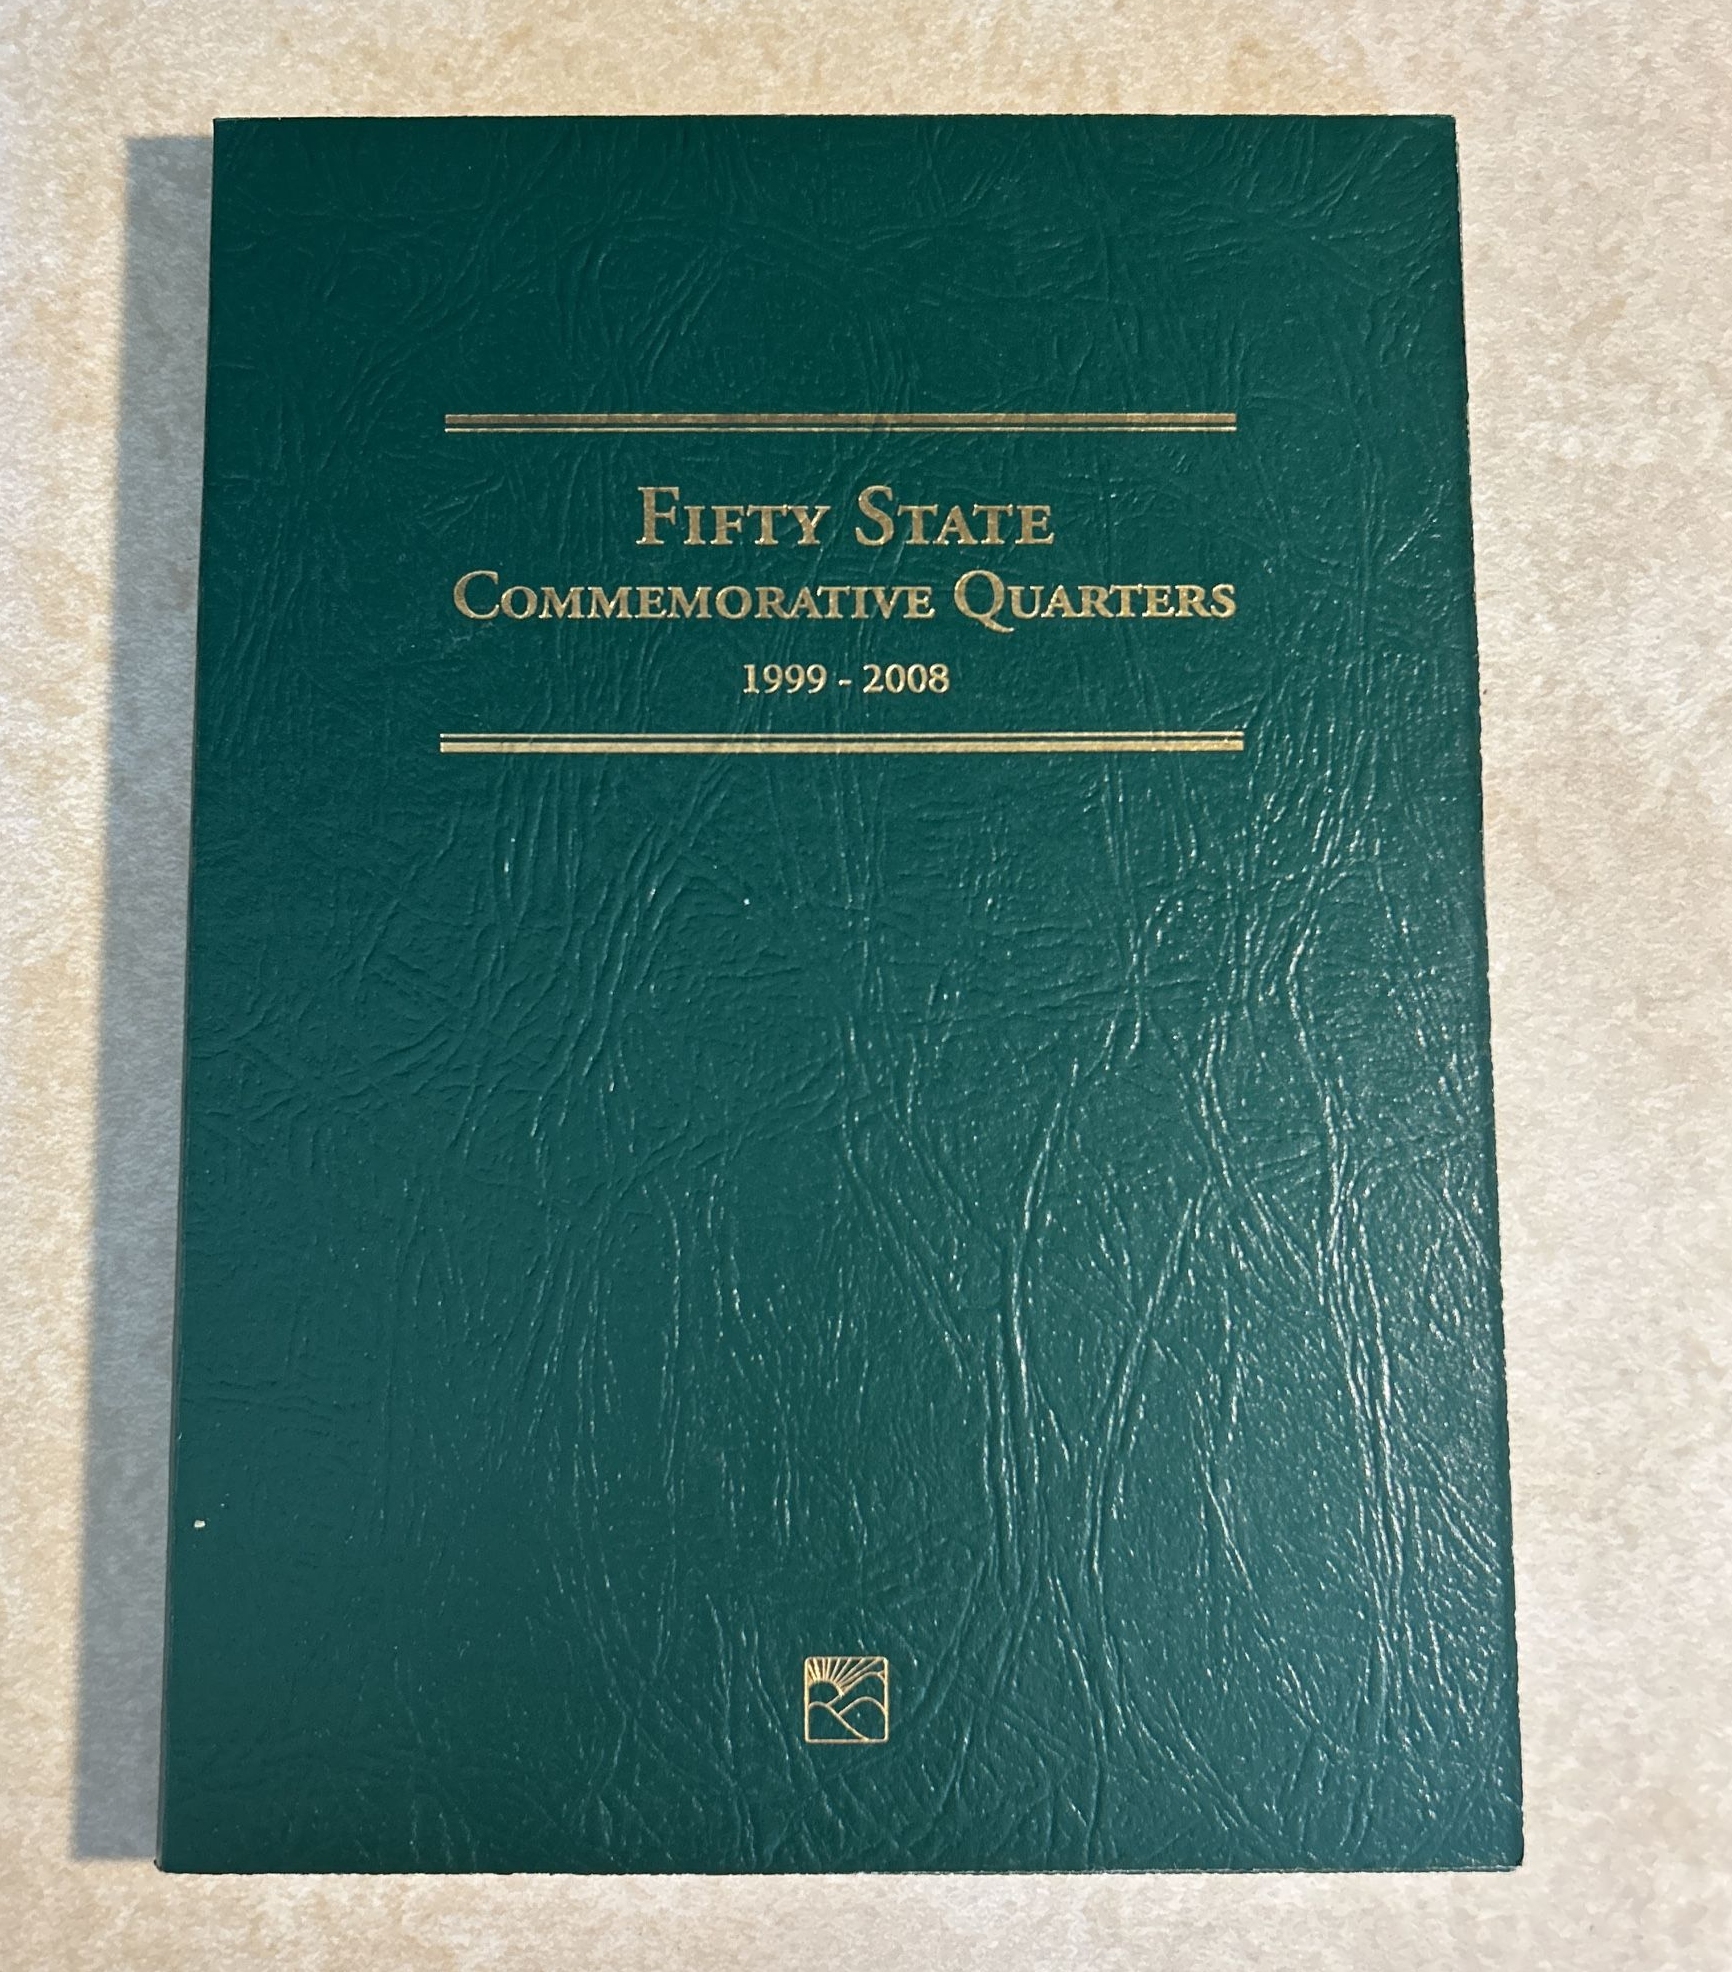 Fifty State
Commemorative Quarters
1999 - 2008